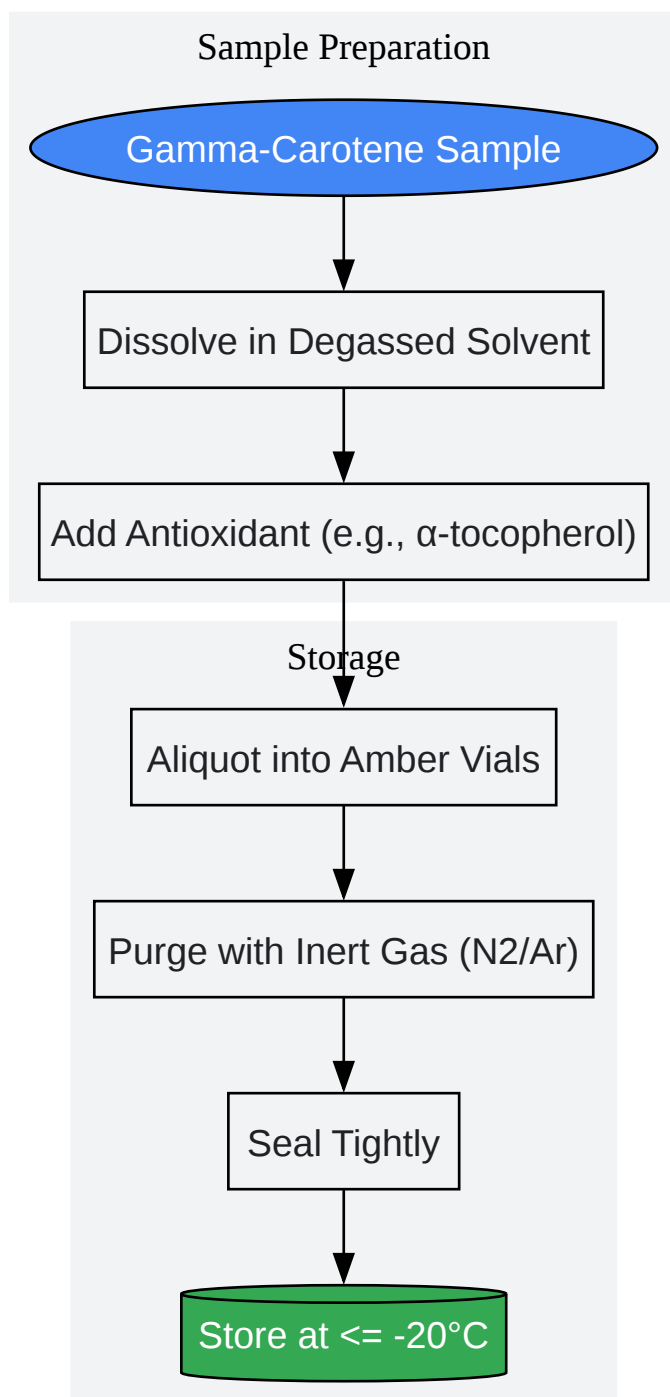 Sample Preparation
Gamma-Carotene Sample
Dissolve in Degassed Solvent
Add Antioxidant (e.g., α-tocopherol)
Storage
Aliquot into Amber Vials
Purge with Inert Gas (N2/Ar)
Seal Tightly
Store at <= -20°C